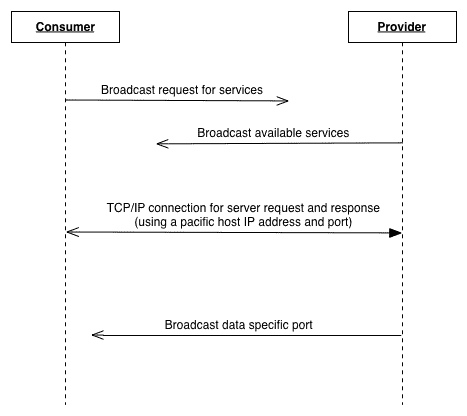 Consumer
Provider
Broadcast request for services
Broadcast available services
TCP/IP connection for server request and response
(using a pacific host IP address and port)
Broadcast data specific port